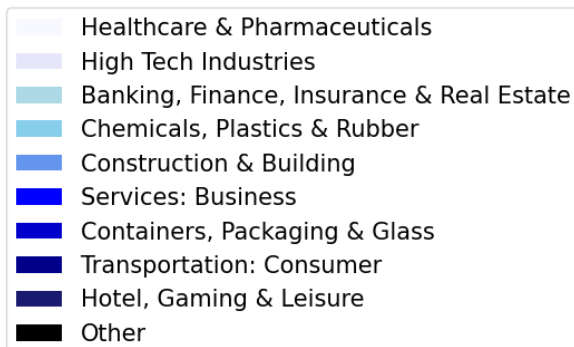 Healthcare & Pharmaceuticals
High Tech Industries
Banking, Finance, Insurance & Real Estate
Chemicals, Plastics & Rubber
Construction & Building
Services: Business
Containers, Packaging & Glass
Transportation: Consumer
Hotel, Gaming & Leisure
Other